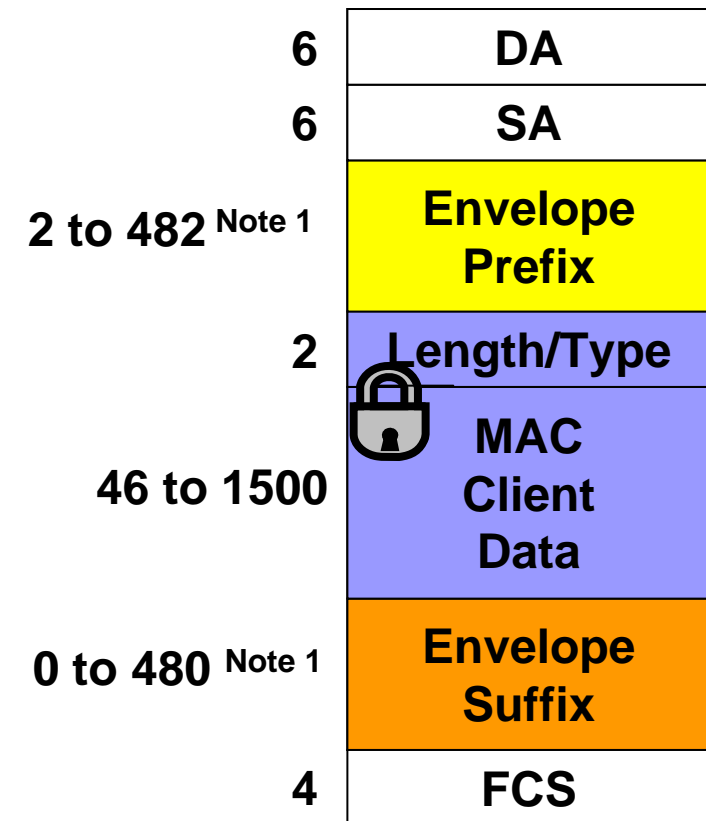 6 DA
6 SA
2 to 482 Note 1 Envelope
Prefix
2 Length/Type
MAC
46 to 1500 Client
Data
0 to 480 Note 1 Envelope
Suffix
4 FCS